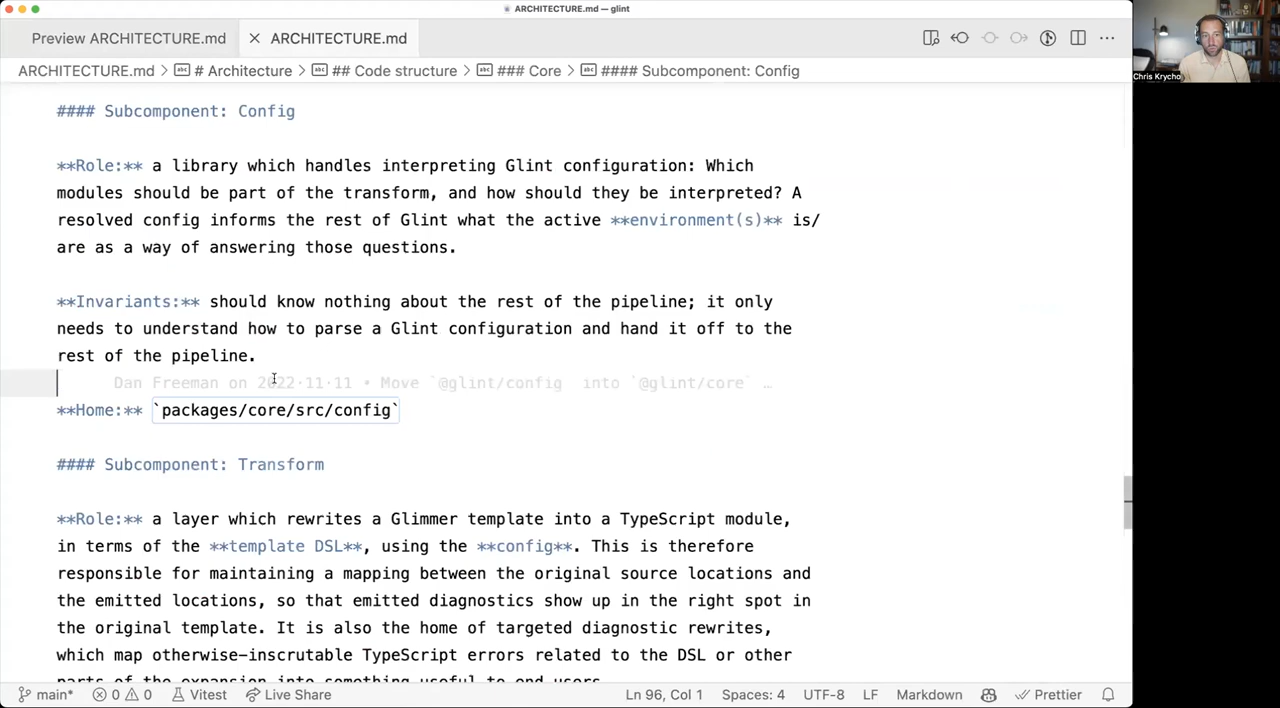 ARCHITECTURE.md — glint
Preview ARCHITECTURE.md
ARCHITECTURE.md
ARCHITECTURE.md > # Architecture > ## Code structure > ### Core > #### Subcomponent: Config
Chris Krycho
#### Subcomponent: Config
**Role:** a library which handles interpreting Glint configuration: Which
modules should be part of the transform, and how should they be interpreted? A
resolved config informs the rest of Glint what the active **environment(s)** is/
are as a way of answering those questions.
**Invariants:** should know nothing about the rest of the pipeline; it only
needs to understand how to parse a Glint configuration and hand it off to the
rest of the pipeline.
Dan Freeman on 2022-11-11 • Move `@glint/config into `@glint/core` …
**Home:** `packages/core/src/config`
#### Subcomponent: Transform
**Role:** a layer which rewrites a Glimmer template into a TypeScript module,
in terms of the **template DSL**, using the **config**. This is therefore
responsible for maintaining a mapping between the original source locations and
the emitted locations, so that emitted diagnostics show up in the right spot in
the original template. It is also the home of targeted diagnostic rewrites,
which map otherwise-inscrutable TypeScript errors related to the DSL or other
parts of the expansion into something useful to end users.
main* 0 0 Vitest Live Share Ln 96, Col 1 Spaces: 4 UTF-8 LF Markdown Prettier